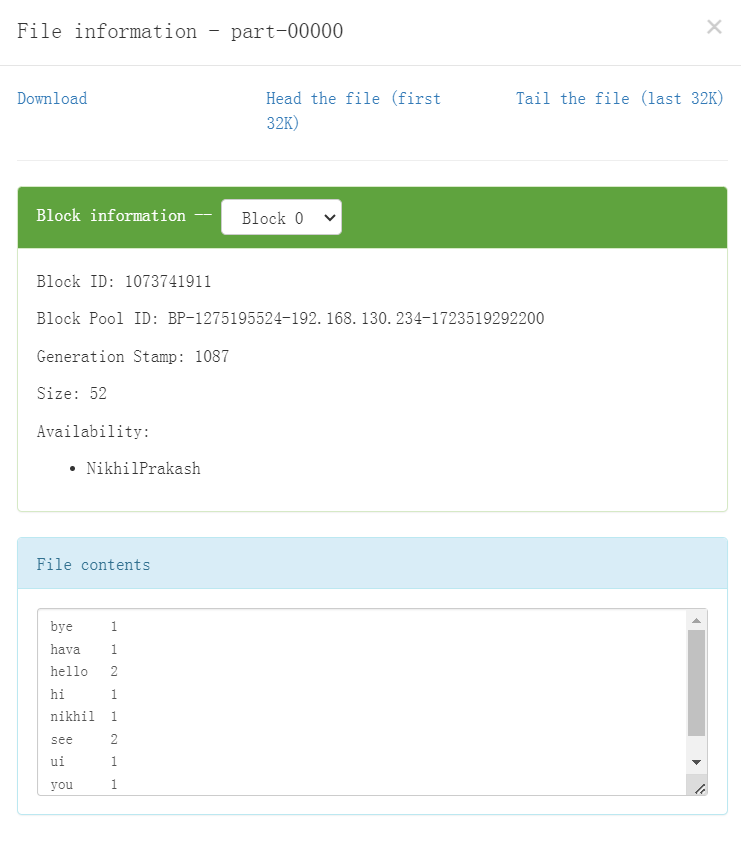 File information - part-00000
×
Download
Head the file (first
32K)
Tail the file (last 32K)
Block information --
Block 0
Block ID: 1073741911
Block Pool ID: BP-1275195524-192.168.130.234-1723519292200
Generation Stamp: 1087
Size: 52
Availability:
• NikhilPrakash
File contents
bye 1
hava 1
hello 2
hi 1
nikhil 1
see 2
ui 1
you 1